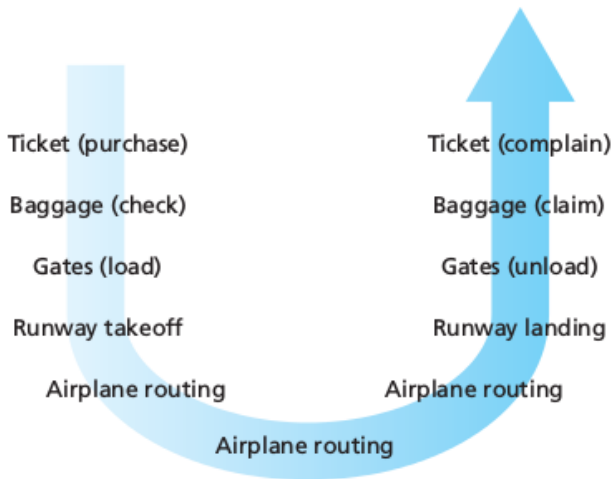 Ticket (purchase)
Baggage (check)
Gates (load)
Runway takeoff
Airplane routing
Airplane routing
Airplane routing
Runway landing
Gates (unload)
Baggage (claim)
Ticket (complain)